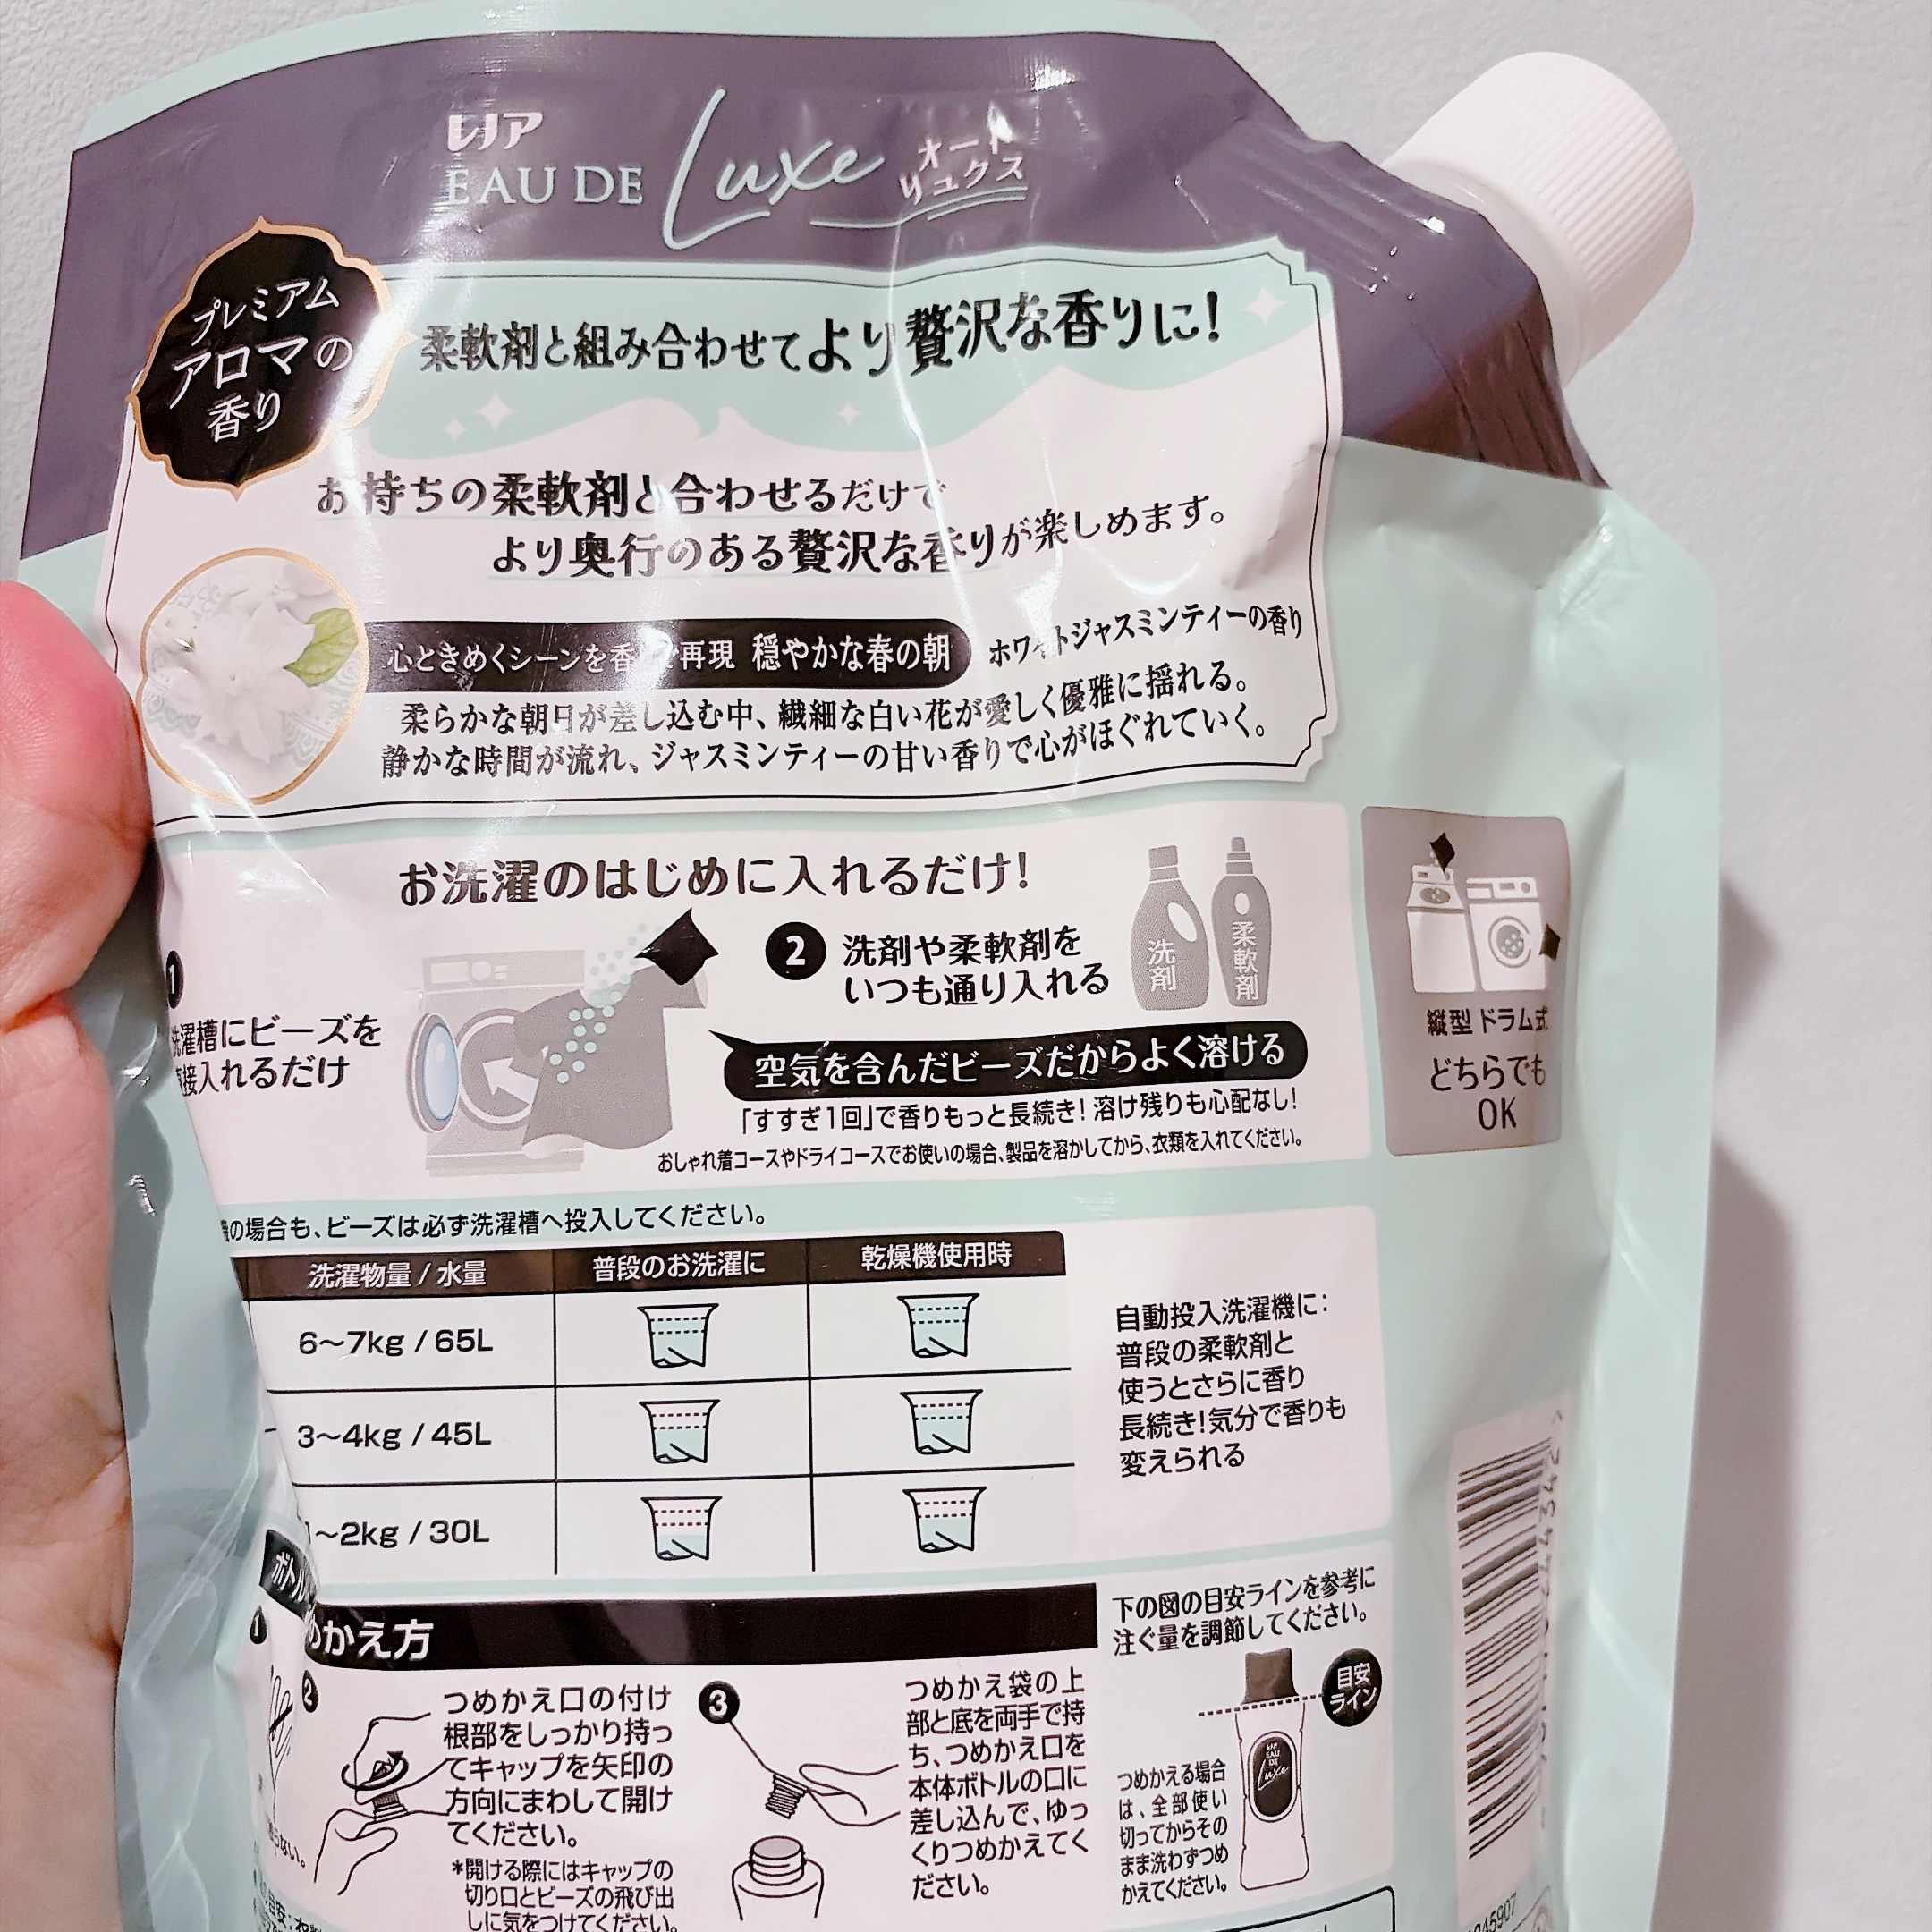 レノア
EAU DE Luxe オードリュクス
プレミアム
アロマの
香り
柔軟剤と組み合わせてより贅沢な香りに!
お持ちの柔軟剤と合わせるだけで
より奥行のある贅沢な香りが楽しめます。
心ときめくシーンを香りで再現 穏やかな春の朝
ホワイトジャスミンティーの香り
柔らかな朝日が差し込む中、繊細な白い花が愛しく優雅に揺れる。
静かな時間が流れ、ジャスミンティーの甘い香りで心がほぐれていく。
お洗濯のはじめに入れるだけ!
1
洗濯槽にビーズを
直接入れるだけ
2
洗剤や柔軟剤を
いつも通り入れる
洗剤
柔軟剤
空気を含んだビーズだからよく溶ける
「すすぎ1回」で香りもっと長続き!溶け残りも心配なし!
おしゃれ着コースやドライコースでお使いの場合、製品を溶かしてから、衣類を入れてください。
縦型 ドラム式
どちらでも
OK
の場合も、ビーズは必ず洗濯槽へ投入してください。
洗濯物量 / 水量 普段のお洗濯に 乾燥機使用時
6〜7kg / 65L
3〜4kg / 45L
1〜2kg / 30L
自動投入洗濯機に:
普段の柔軟剤と
使うとさらに香り
長続き!気分で香りも
変えられる
ボトル
めかえ方
1
らない。
2
つめかえ口の付け
根部をしっかり持っ
てキャップを矢印の
方向にまわして開け
てください。
*開ける際にはキャップの
切り口とビーズの飛び出
しに気をつけてください。
3
つめかえ袋の上
部と底を両手で持
ち、つめかえ口を
本体ボトルの口に
差し込んで、ゆっ
くりつめかえてく
ださい。
下の図の目安ラインを参考に
注ぐ量を調節してください。
目安
ライン
レノア
EAU
DE
Luxe
つめかえる場合
は、全部使い
切ってからその
まま洗わずつめ
かえてください。
245907